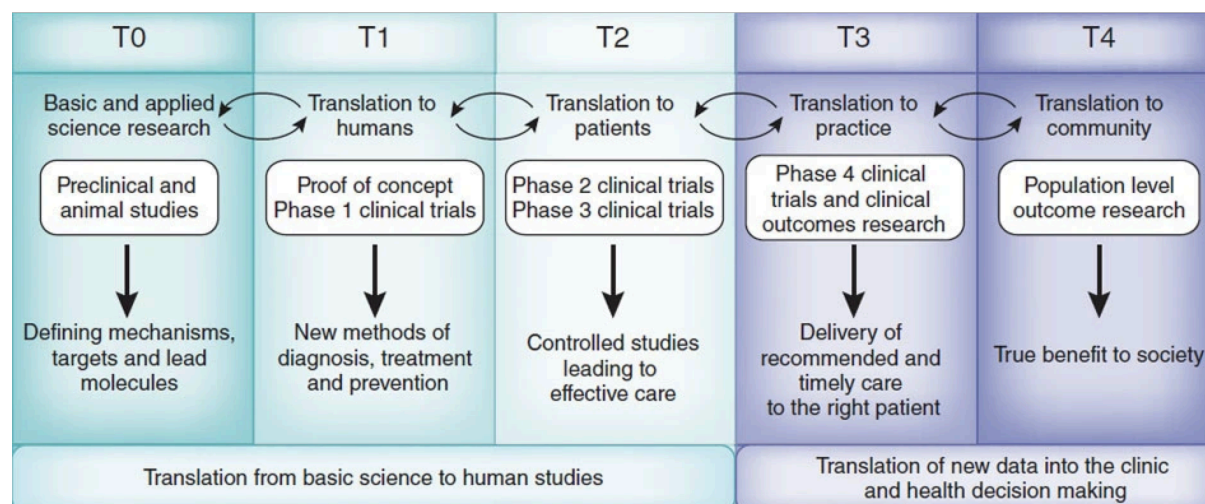 T0
T1
T2
T3
T4
Basic and applied
science research
Translation to
humans
Translation to
patients
Translation to
practice
Translation to
community
Preclinical and
animal studies
Proof of concept
Phase 1 clinical trials
Phase 2 clinical trials
Phase 3 clinical trials
Phase 4 clinical
trials and clinical
outcomes research
Population level
outcome research
Defining mechanisms,
targets and lead
molecules
New methods of
diagnosis, treatment
and prevention
Controlled studies
leading to
effective care
Delivery of
recommended and
timely care
to the right patient
True benefit to society
Translation from basic science to human studies
Translation of new data into the clinic
and health decision making